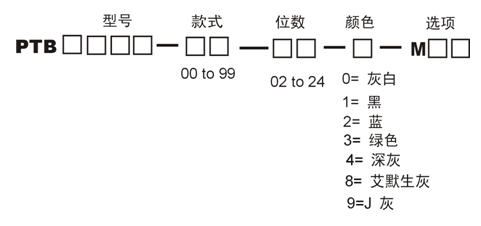 型号 款式 位数 颜色 选项
PTB□□□□—□□—□□—□—M□□
00 to 99 02 to 24 0= 灰白
1= 黑
2= 蓝
3= 绿色
4= 深灰
8= 艾默生灰
9=J 灰